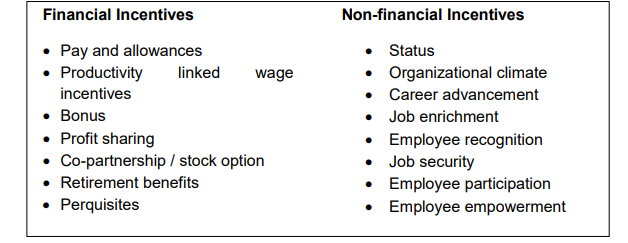 Financial Incentives
• Pay and allowances
• Productivity linked wage
incentives
• Bonus
• Profit sharing
• Co-partnership / stock option
• Retirement benefits
• Perquisites
Non-financial Incentives
• Status
• Organizational climate
• Career advancement
• Job enrichment
• Employee recognition
• Job security
• Employee participation
• Employee empowerment